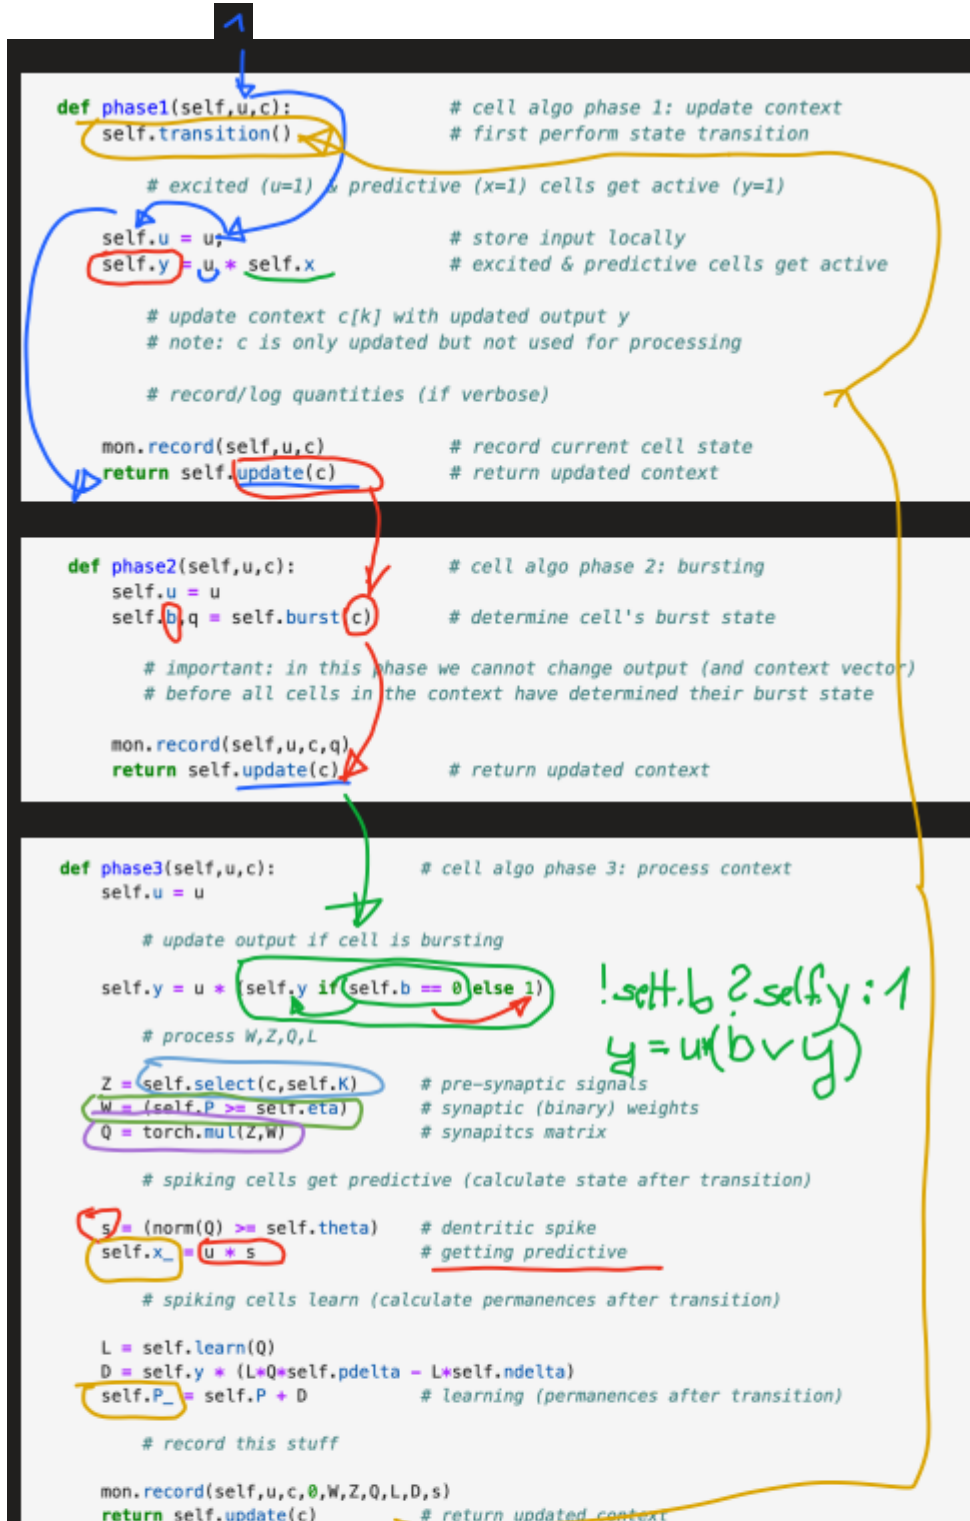 1
def phase1(self,u,c): # cell algo phase 1: update context
self.transition() # first perform state transition
# excited (u=1) & predictive (x=1) cells get active (y=1)
self.u = u; # store input locally
self.y = u * self.x # excited & predictive cells get active
# update context c[k] with updated output y
# note: c is only updated but not used for processing
# record/log quantities (if verbose)
mon.record(self,u,c) # record current cell state
return self.update(c) # return updated context
def phase2(self,u,c): # cell algo phase 2: bursting
self.u = u
self.b,q = self.burst(c) # determine cell's burst state
# important: in this phase we cannot change output (and context vector)
# before all cells in the context have determined their burst state
mon.record(self,u,c,q)
return self.update(c) # return updated context
def phase3(self,u,c): # cell algo phase 3: process context
self.u = u
# update output if cell is bursting
self.y = u * (self.y if self.b == 0 else 1)
!self.b ? self.y : 1
y = u*(b∨y)
# process W,Z,Q,L
Z = self.select(c,self.K) # pre-synaptic signals
W = (self.P >= self.eta) # synaptic (binary) weights
Q = torch.mul(Z,W) # synapitcs matrix
# spiking cells get predictive (calculate state after transition)
s = (norm(Q) >= self.theta) # dentritic spike
self.x_ = u * s # getting predictive
# spiking cells learn (calculate permanences after transition)
L = self.learn(Q)
D = self.y * (L*Q*self.pdelta - L*self.ndelta)
self.P_ = self.P + D # learning (permanences after transition)
# record this stuff
mon.record(self,u,c,0,W,Z,Q,L,D,s)
return self.update(c) # return updated context